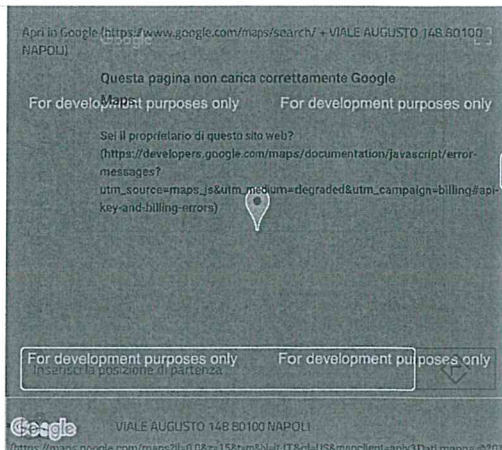 Apri in Google (https://www.google.com/maps/search/ + VIALE AUGUSTO 148 80100
NAPOLI)
Google
Questa pagina non carica correttamente Google
Maps.
For development purposes only For development purposes only
Sei il proprietario di questo sito web?
(https://developers.google.com/maps/documentation/javascript/error-
messages?
utm_source=maps_js&utm_medium=degraded&utm_campaign=billing#api-
key-and-billing-errors)
For development purposes only For development purposes only
Inserisci la posizione di partenza
Google VIALE AUGUSTO 148 80100 NAPOLI